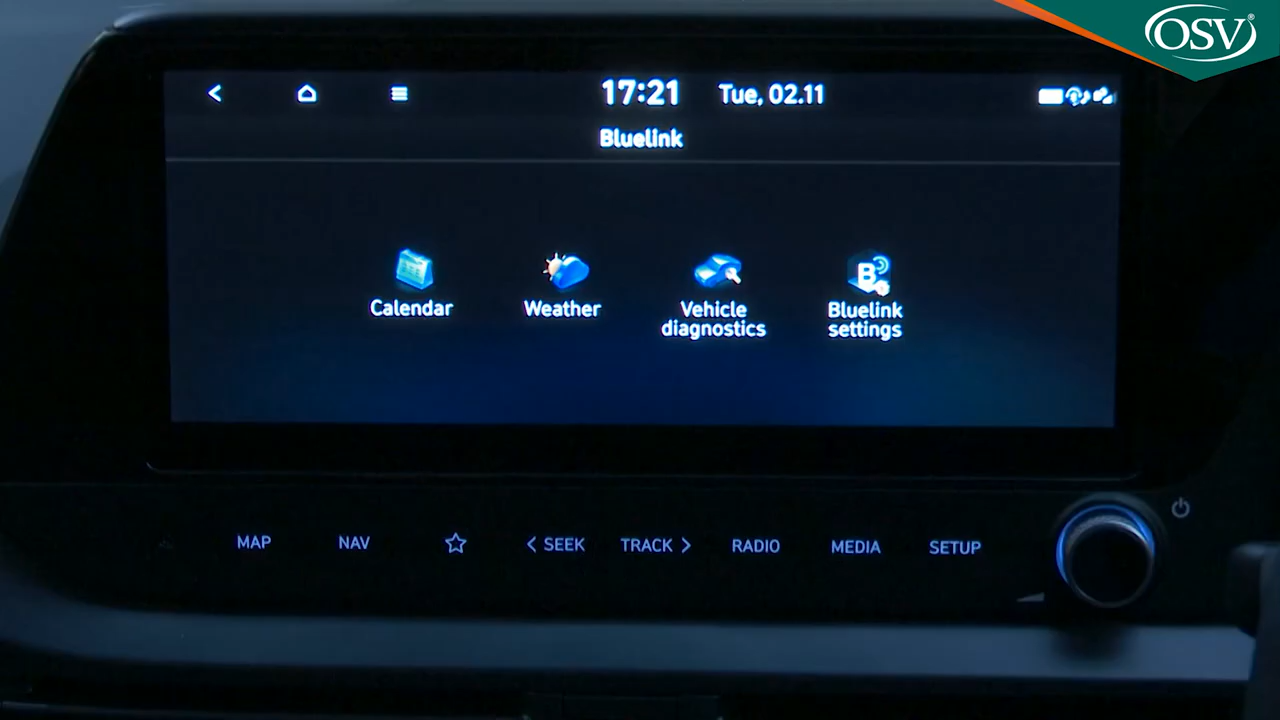 OSV®
17:21 Tue, 02.11
Bluelink
Calendar
Weather
Vehicle
diagnostics
Bluelink
settings
MAP
NAV
SEEK
TRACK
RADIO
MEDIA
SETUP